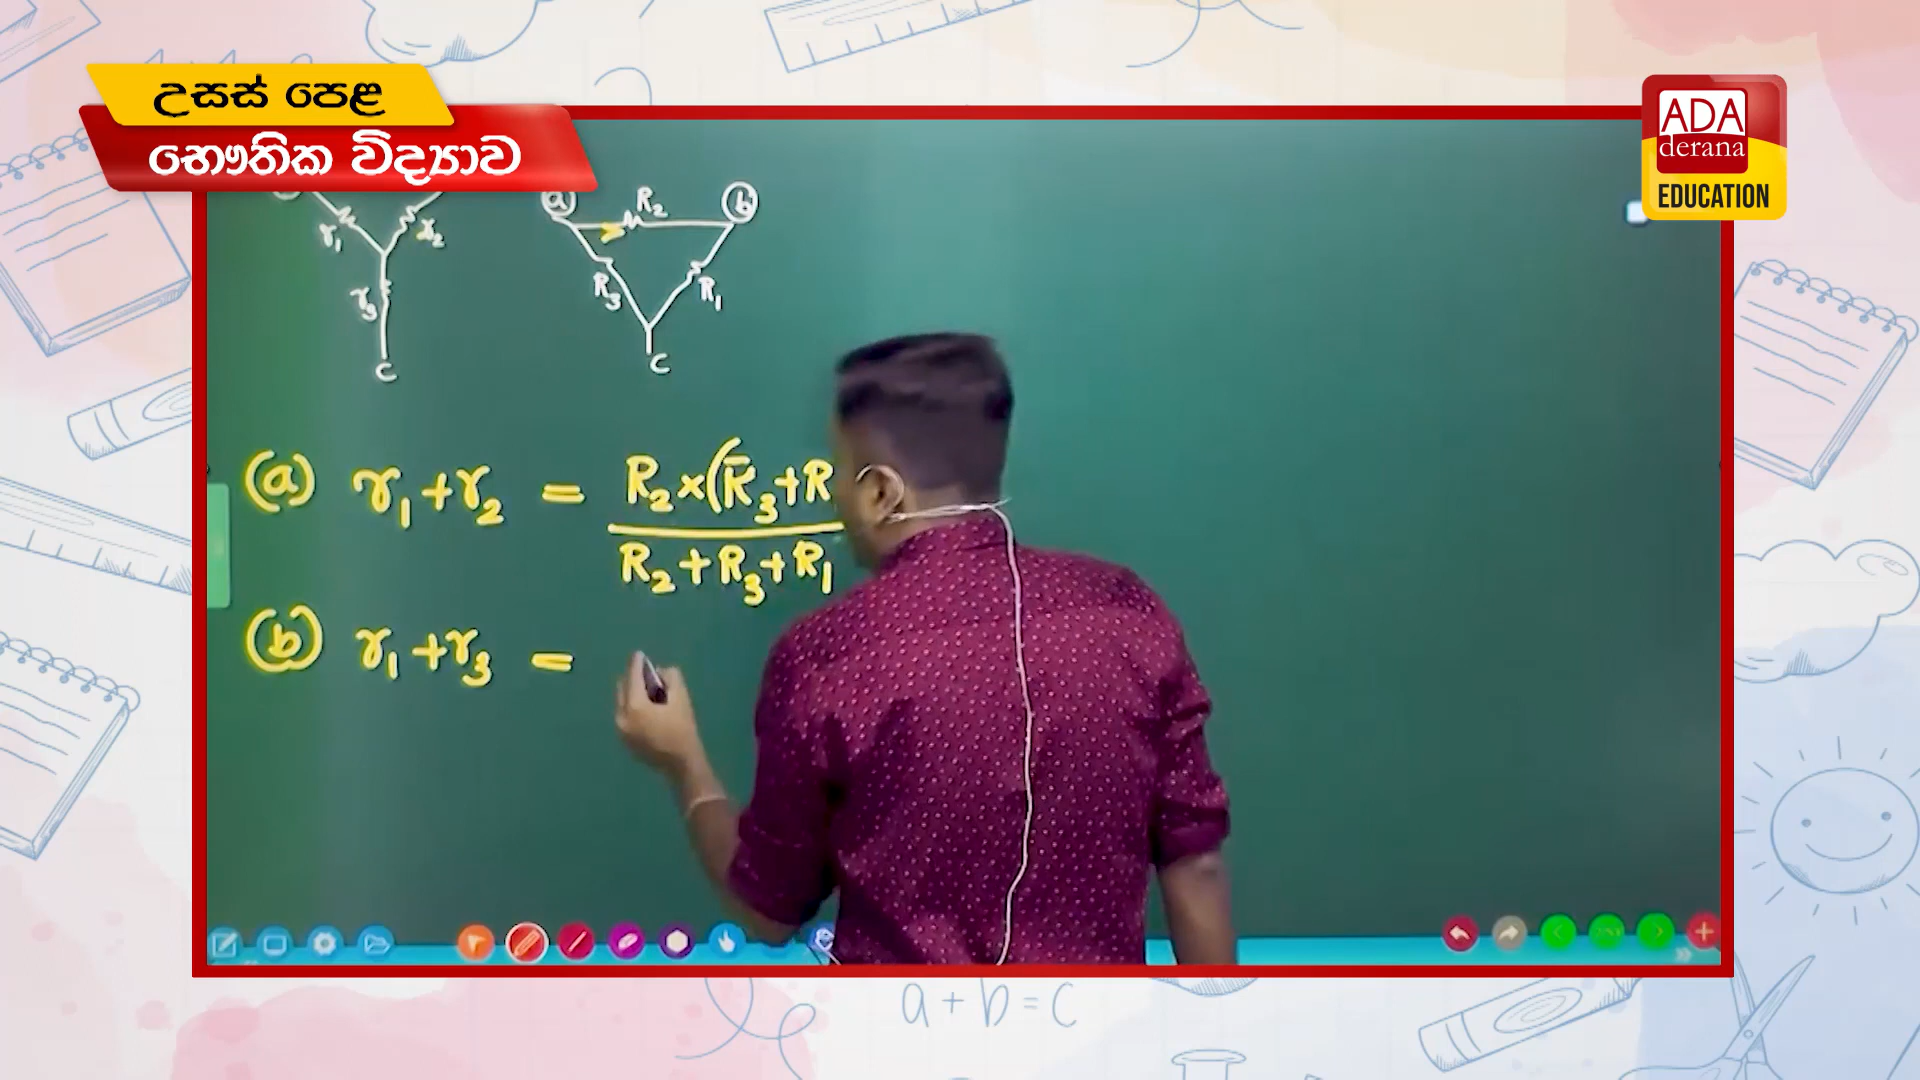 උසස් පෙළ
භෞතික විද්‍යාව
ADA
derana
EDUCATION
a R2 b
r1 r2
R3 R1
r3
C
C
(a) r1+r2 = R2×(R3+R
R2+R3+R1
(b) r1+r3 =
a+b=c